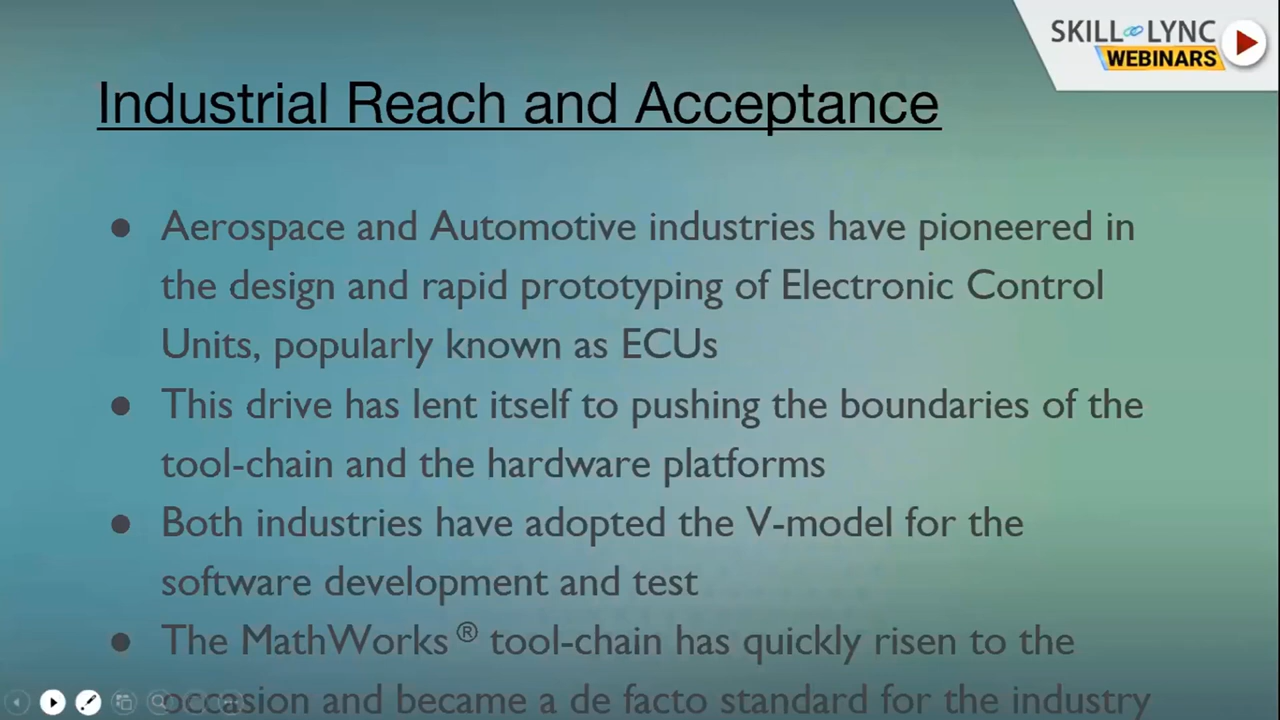 SKILL LYNC
WEBINARS
Industrial Reach and Acceptance
● Aerospace and Automotive industries have pioneered in
the design and rapid prototyping of Electronic Control
Units, popularly known as ECUs
● This drive has lent itself to pushing the boundaries of the
tool-chain and the hardware platforms
● Both industries have adopted the V-model for the
software development and test
● The MathWorks® tool-chain has quickly risen to the
occasion and became a de facto standard for the industry